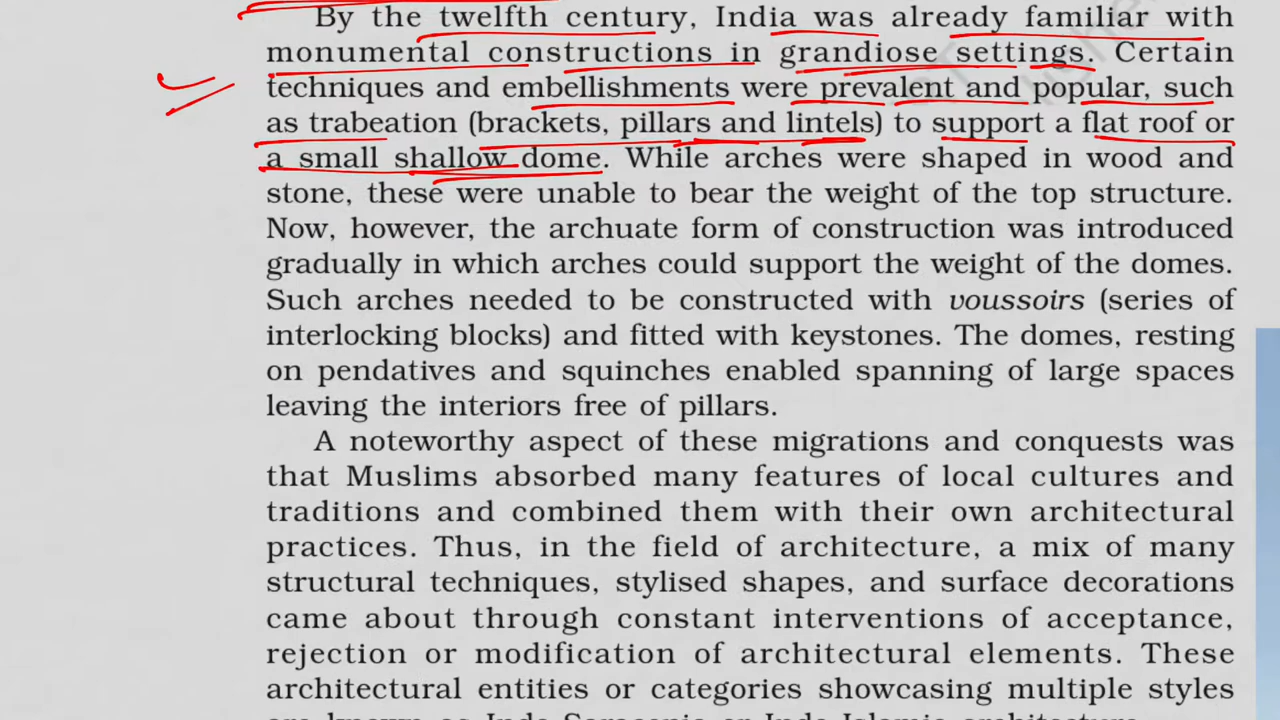 By the twelfth century, India was already familiar with
monumental constructions in grandiose settings. Certain
techniques and embellishments were prevalent and popular, such
as trabeation (brackets, pillars and lintels) to support a flat roof or
a small shallow dome. While arches were shaped in wood and
stone, these were unable to bear the weight of the top structure.
Now, however, the archuate form of construction was introduced
gradually in which arches could support the weight of the domes.
Such arches needed to be constructed with voussoirs (series of
interlocking blocks) and fitted with keystones. The domes, resting
on pendatives and squinches enabled spanning of large spaces
leaving the interiors free of pillars.
A noteworthy aspect of these migrations and conquests was
that Muslims absorbed many features of local cultures and
traditions and combined them with their own architectural
practices. Thus, in the field of architecture, a mix of many
structural techniques, stylised shapes, and surface decorations
came about through constant interventions of acceptance,
rejection or modification of architectural elements. These
architectural entities or categories showcasing multiple styles
are known as Indo-Saracenic or Indo-Islamic architecture.